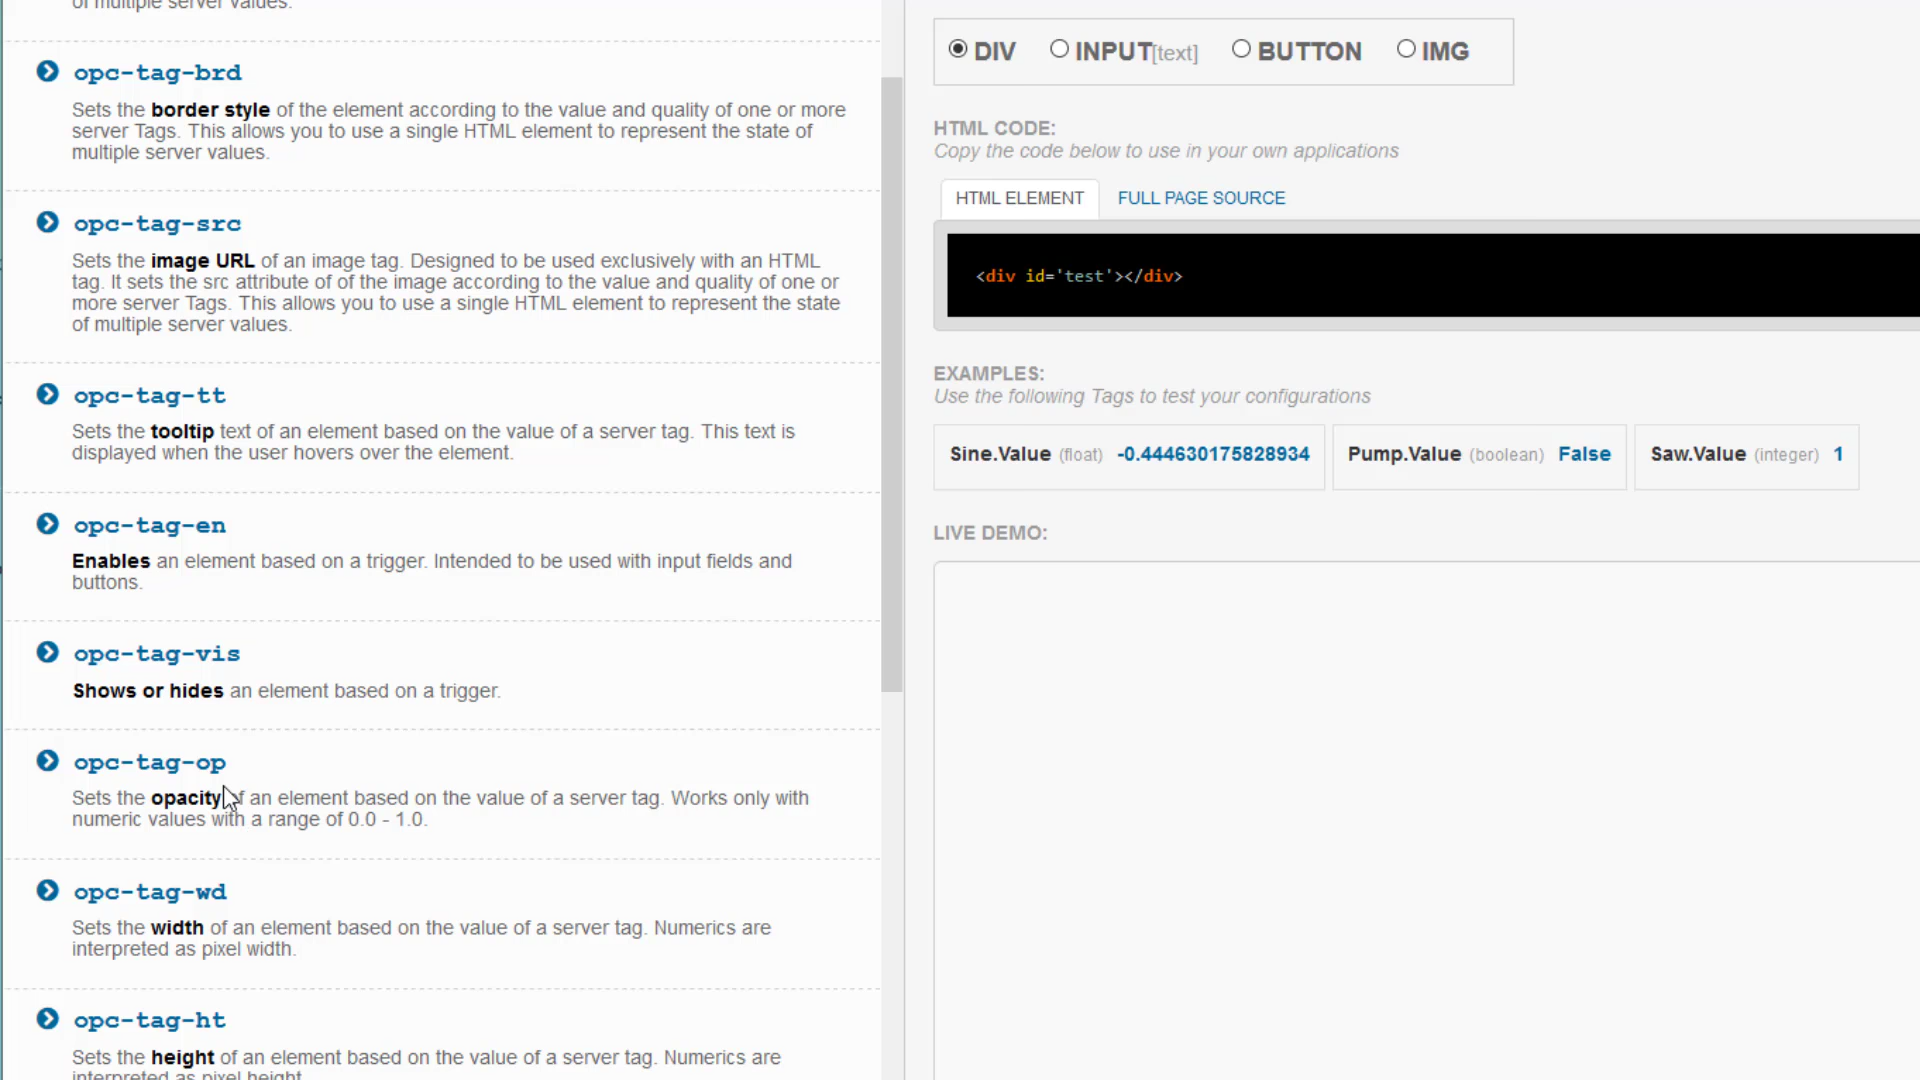 of multiple server values.
opc-tag-brd
Sets the border style of the element according to the value and quality of one or more
server Tags. This allows you to use a single HTML element to represent the state of
multiple server values.
opc-tag-src
Sets the image URL of an image tag. Designed to be used exclusively with an HTML
tag. It sets the src attribute of of the image according to the value and quality of one or
more server Tags. This allows you to use a single HTML element to represent the state
of multiple server values.
opc-tag-tt
Sets the tooltip text of an element based on the value of a server tag. This text is
displayed when the user hovers over the element.
opc-tag-en
Enables an element based on a trigger. Intended to be used with input fields and
buttons.
opc-tag-vis
Shows or hides an element based on a trigger.
opc-tag-op
Sets the opacity of an element based on the value of a server tag. Works only with
numeric values with a range of 0.0 - 1.0.
opc-tag-wd
Sets the width of an element based on the value of a server tag. Numerics are
interpreted as pixel width.
opc-tag-ht
Sets the height of an element based on the value of a server tag. Numerics are
interpreted as pixel height.
DIV INPUT[text] BUTTON IMG
HTML CODE:
Copy the code below to use in your own applications
HTML ELEMENT FULL PAGE SOURCE
<div id='test'></div>
EXAMPLES:
Use the following Tags to test your configurations
Sine.Value (float) -0.444630175828934 Pump.Value (boolean) False Saw.Value (integer) 1
LIVE DEMO: